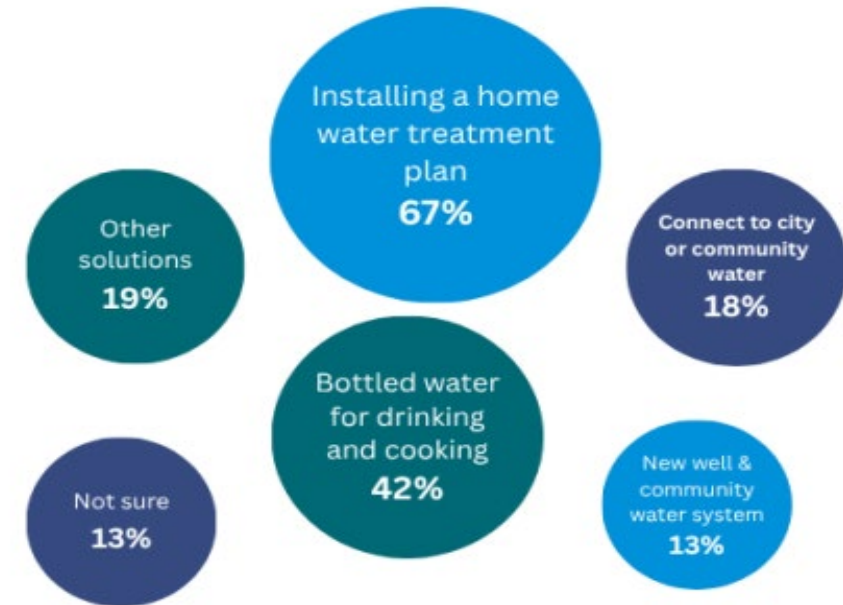 Installing a home
water treatment
plan
67%
Other
solutions
19%
Connect to city
or community
water
18%
Bottled water
for drinking
and cooking
42%
Not sure
13%
New well &
community
water system
13%